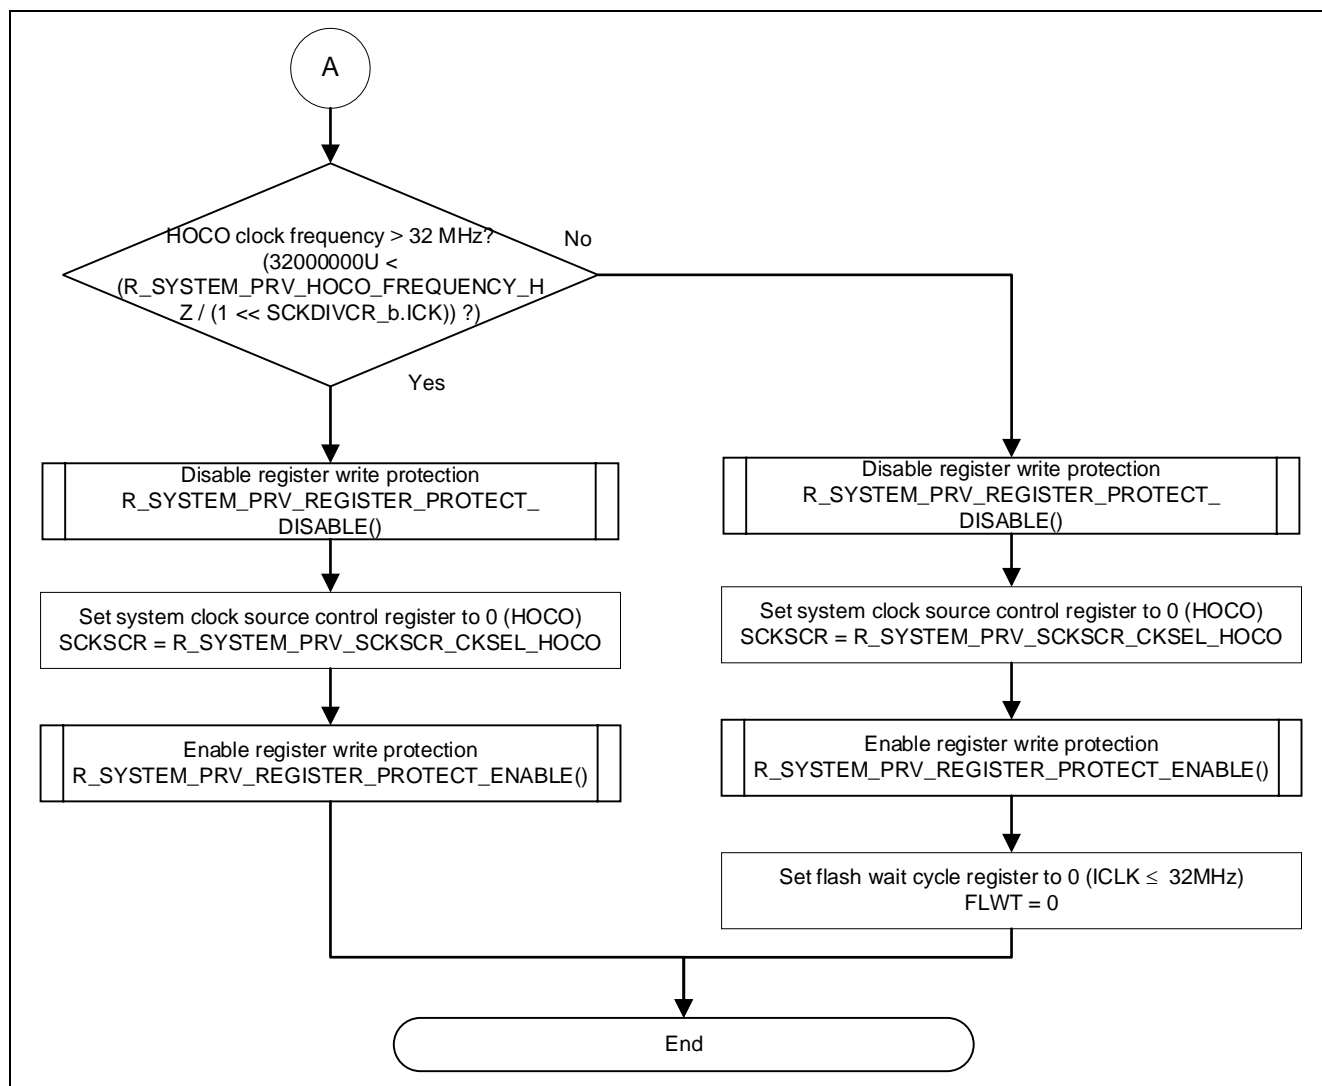 A
HOCO clock frequency > 32 MHz?
(32000000U <
(R_SYSTEM_PRV_HOCO_FREQUENCY_H
Z / (1 << SCKDIVCR_b.ICK)) ?)
No
Yes
Disable register write protection
R_SYSTEM_PRV_REGISTER_PROTECT_
DISABLE()
Set system clock source control register to 0 (HOCO)
SCKSCR = R_SYSTEM_PRV_SCKSCR_CKSEL_HOCO
Enable register write protection
R_SYSTEM_PRV_REGISTER_PROTECT_ENABLE()
Disable register write protection
R_SYSTEM_PRV_REGISTER_PROTECT_
DISABLE()
Set system clock source control register to 0 (HOCO)
SCKSCR = R_SYSTEM_PRV_SCKSCR_CKSEL_HOCO
Enable register write protection
R_SYSTEM_PRV_REGISTER_PROTECT_ENABLE()
Set flash wait cycle register to 0 (ICLK ≤ 32MHz)
FLWT = 0
End